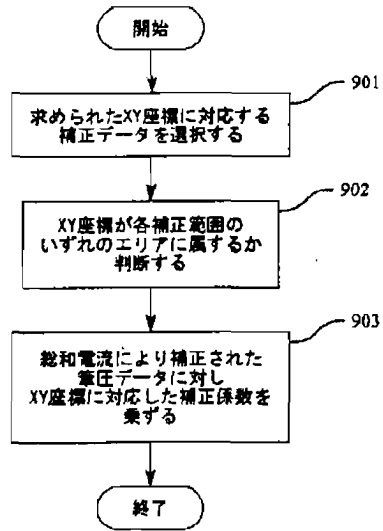 開始
901
求められたXY座標に対応する
補正データを選択する
902
XY座標が各補正範囲の
いずれのエリアに属するか
判断する
903
総和電流により補正された
筆圧データに対し
XY座標に対応した補正係数を
乗ずる
終了